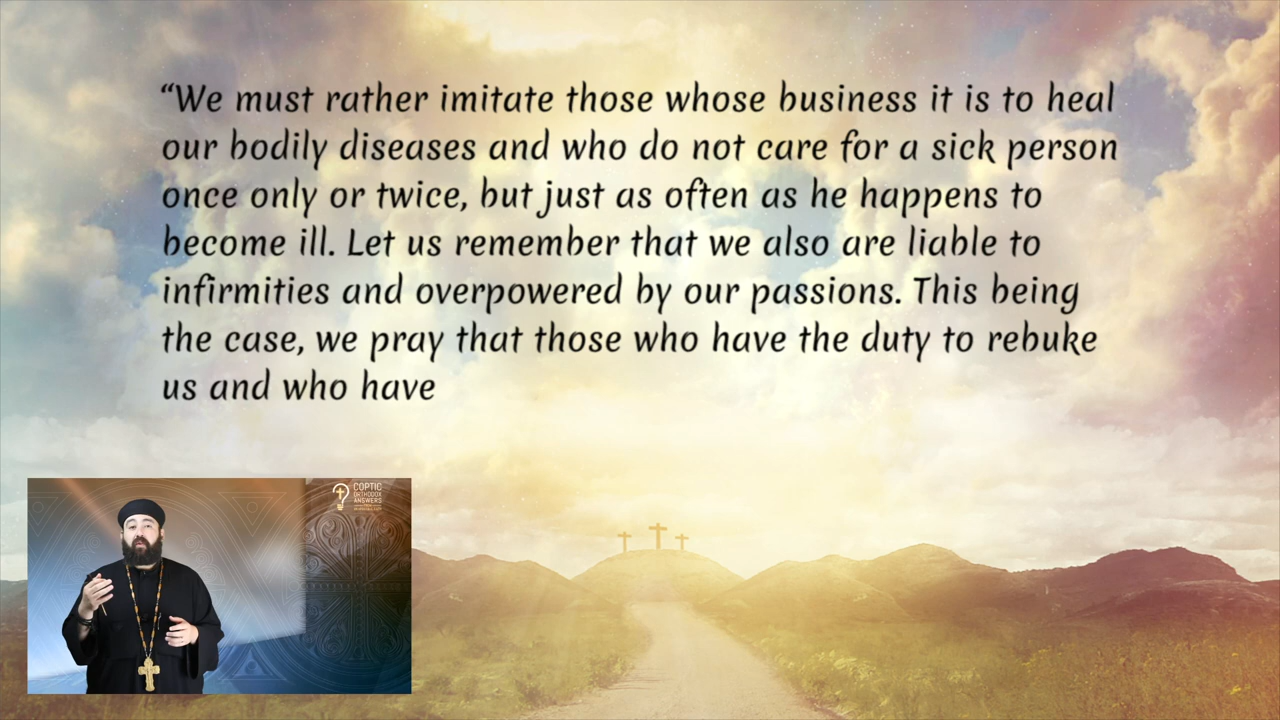 “We must rather imitate those whose business it is to heal
our bodily diseases and who do not care for a sick person
once only or twice, but just as often as he happens to
become ill. Let us remember that we also are liable to
infirmities and overpowered by our passions. This being
the case, we pray that those who have the duty to rebuke
us and who have
COPTIC
ORTHODOX
ANSWERS